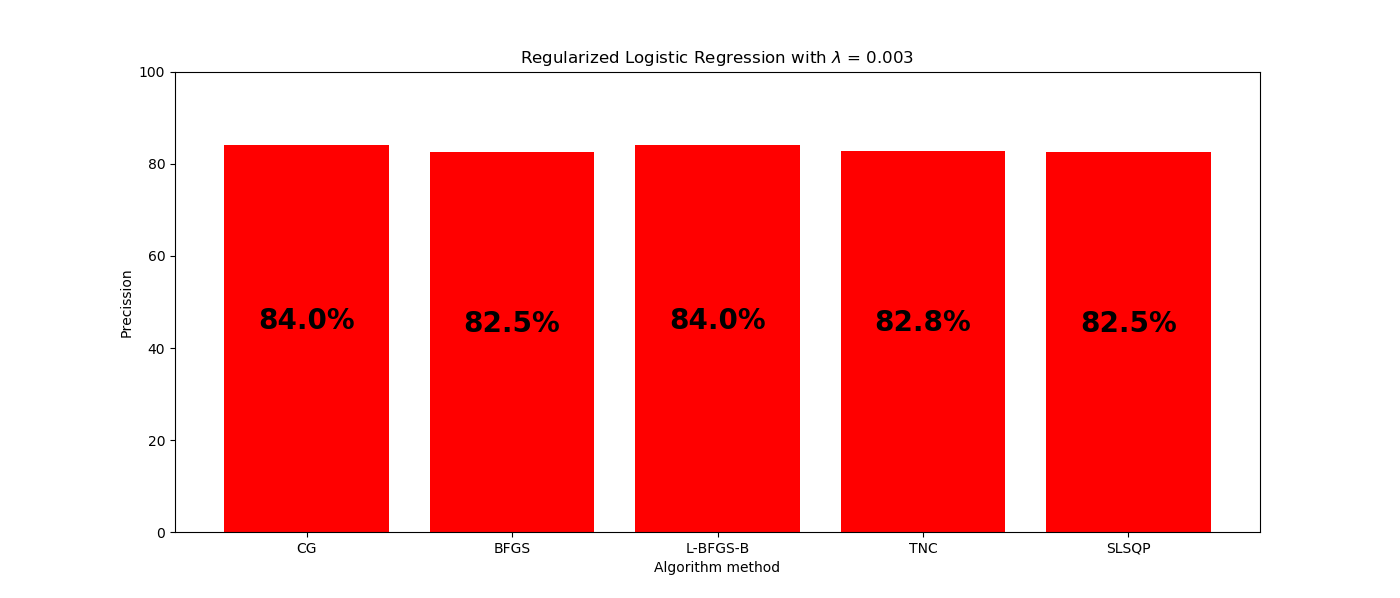 Regularized Logistic Regression with λ = 0.003
100
80
60
40
20
0
Precission
84.0%
82.5%
84.0%
82.8%
82.5%
CG
BFGS
L-BFGS-B
TNC
SLSQP
Algorithm method